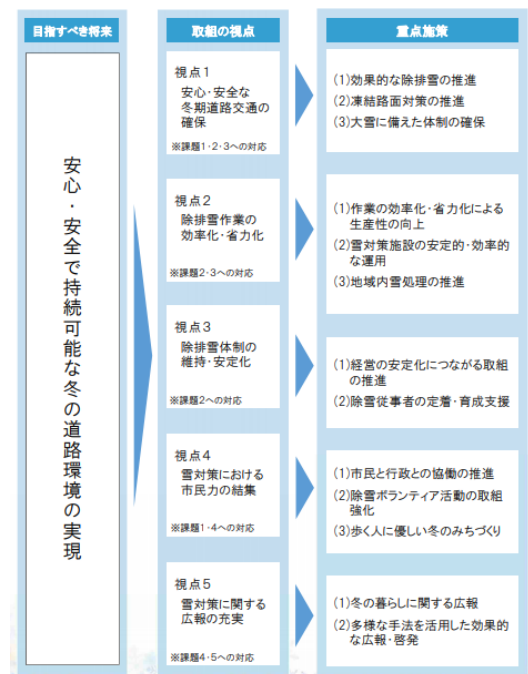 目指すべき将来
安心・安全で持続可能な冬の道路環境の実現
取組の視点
重点施策
視点1
安心・安全な
冬期道路交通の
確保
※課題1・2・3への対応
(1)効果的な除排雪の推進
(2)凍結路面対策の推進
(3)大雪に備えた体制の確保
視点2
除排雪作業の
効率化・省力化
※課題2・3への対応
(1)作業の効率化・省力化による
生産性の向上
(2)雪対策施設の安定的・効率的
な運用
(3)地域内雪処理の推進
視点3
除排雪体制の
維持・安定化
※課題2への対応
(1)経営の安定化につながる取組
の推進
(2)除雪従事者の定着・育成支援
視点4
雪対策における
市民力の結集
※課題1・4への対応
(1)市民と行政との協働の推進
(2)除雪ボランティア活動の取組
強化
(3)歩く人に優しい冬のみちづくり
視点5
雪対策に関する
広報の充実
※課題4・5への対応
(1)冬の暮らしに関する広報
(2)多様な手法を活用した効果的
な広報・啓発